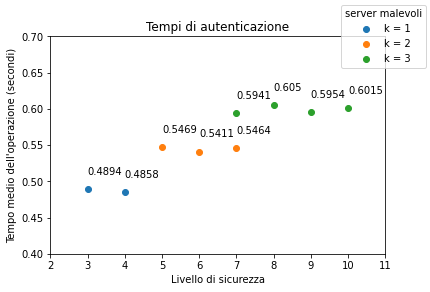 Tempi di autenticazione
server malevoli
k = 1
k = 2
k = 3
Tempo medio dell'operazione (secondi)
0.70
0.65
0.60
0.55
0.50
0.45
0.40
0.4894
0.4858
0.5469
0.5411
0.5464
0.5941
0.605
0.5954
0.6015
2 3 4 5 6 7 8 9 10 11
Livello di sicurezza